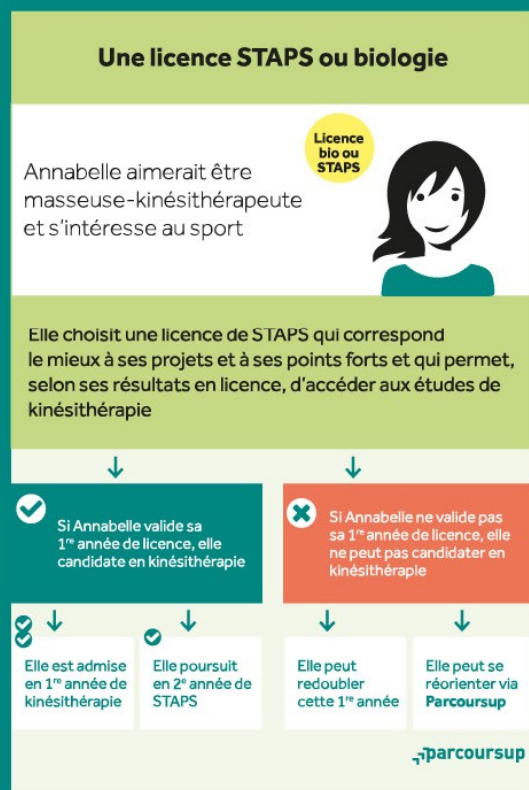 Une licence STAPS ou biologie
Licence
bio ou
STAPS
Annabelle aimerait être
masseuse-kinésithérapeute
et s'intéresse au sport
Elle choisit une licence de STAPS qui correspond
le mieux à ses projets et à ses points forts et qui permet,
selon ses résultats en licence, d'accéder aux études de
kinésithérapie
Si Annabelle valide sa
1re année de licence, elle
candidate en kinésithérapie
Si Annabelle ne valide pas
sa 1re année de licence, elle
ne peut pas candidater en
kinésithérapie
Elle est admise
en 1re année de
kinésithérapie
Elle poursuit
en 2e année de
STAPS
Elle peut
redoubler
cette 1re année
Elle peut se
réorienter via
Parcoursup
parcoursup